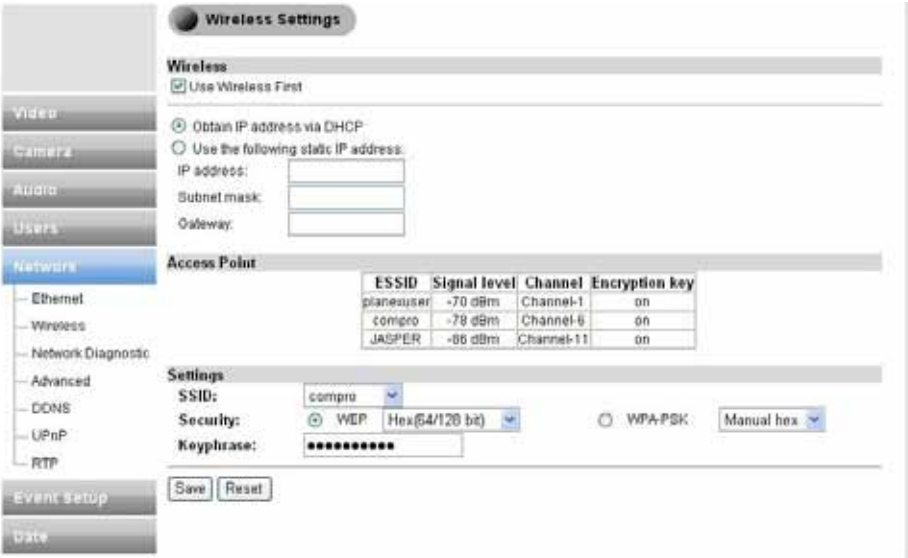 Wireless Settings
Wireless
Use Wireless First
Obtain IP address via DHCP
Use the following static IP address:
IP address:
Subnet mask:
Gateway:
Video
Camera
Audio
Users
Network
Ethernet
Wireless
Network Diagnostic
Advanced
DDNS
UPnP
RTP
Event Setup
Date
Access Point
ESSID Signal level Channel Encryption key
planexuser -70 dBm Channel-1 on
compro -78 dBm Channel-6 on
JASPER -86 dBm Channel-11 on
Settings
SSID: compro
Security: WEP Hex(64/128 bit) WPA-PSK Manual hex
Keyphrase: ●●●●●●●●●●
Save Reset